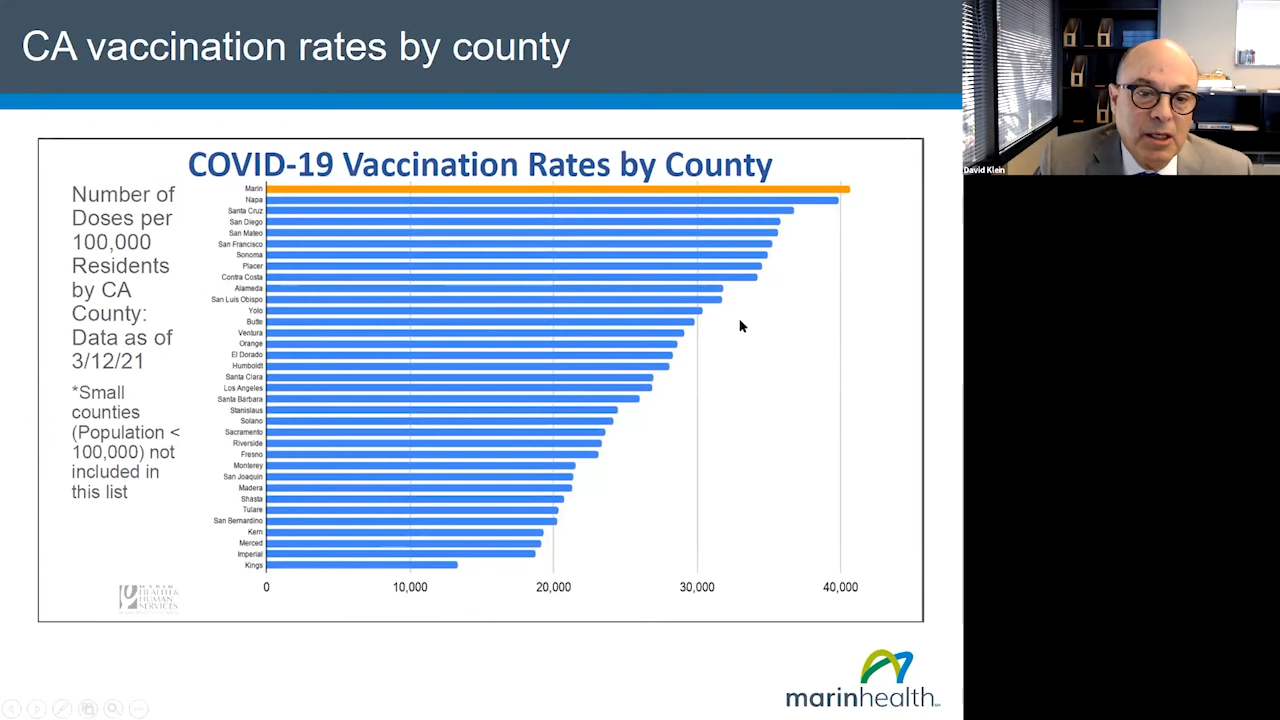 CA vaccination rates by county
COVID-19 Vaccination Rates by County
Number of
Doses per
100,000
Residents
by CA
County:
Data as of
3/12/21
*Small
counties
(Population <
100,000) not
included in
this list
Marin
Napa
Santa Cruz
San Diego
San Mateo
San Francisco
Sonoma
Placer
Contra Costa
Alameda
San Luis Obispo
Yolo
Butte
Ventura
Orange
El Dorado
Humboldt
Santa Clara
Los Angeles
Santa Barbara
Stanislaus
Solano
Sacramento
Riverside
Fresno
Monterey
San Joaquin
Madera
Shasta
Tulare
San Bernardino
Kern
Merced
Imperial
Kings
0 10,000 20,000 30,000 40,000
HEALTH &
HUMAN
SERVICES
marinhealth
David Klein